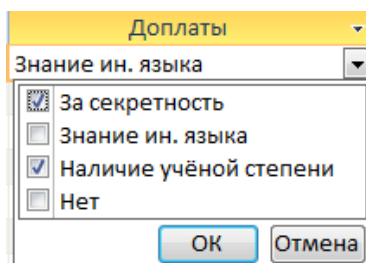 Доплаты
Знание ин. языка
За секретность
Знание ин. языка
Наличие учёной степени
Нет
ОК Отмена